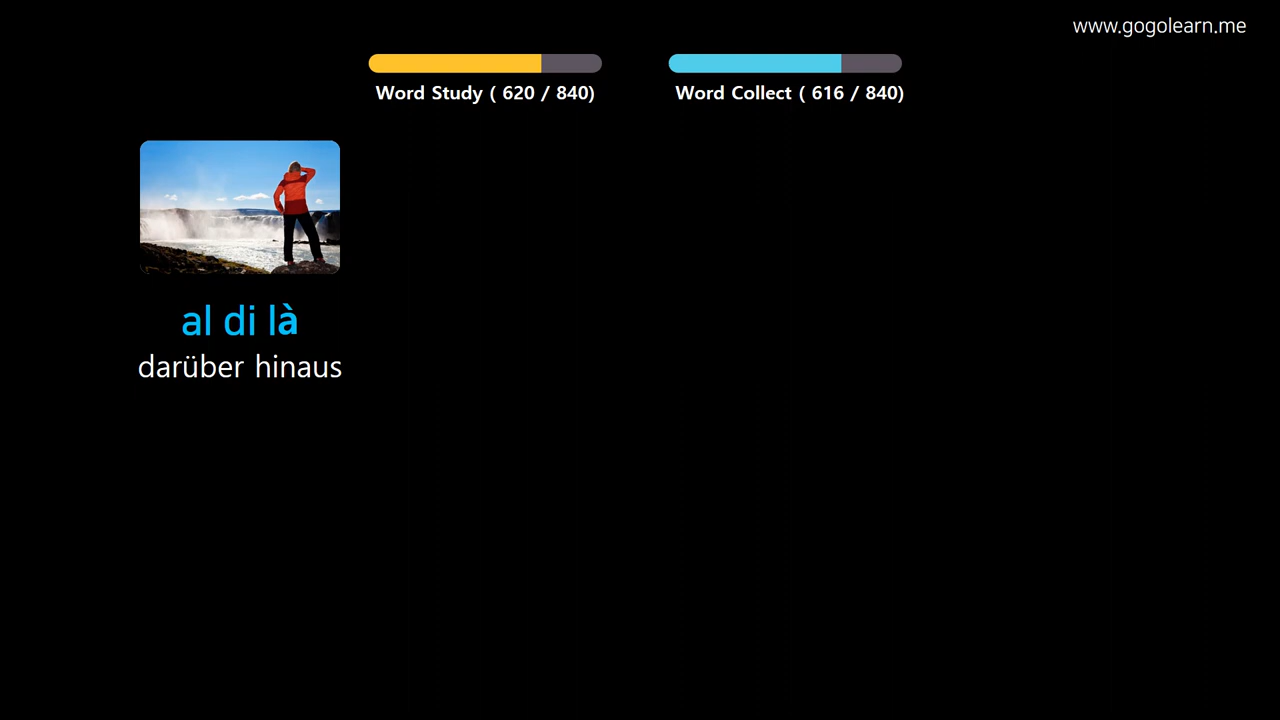 www.gogolearn.me
Word Study ( 620 / 840)
Word Collect ( 616 / 840)
al di là
darüber hinaus